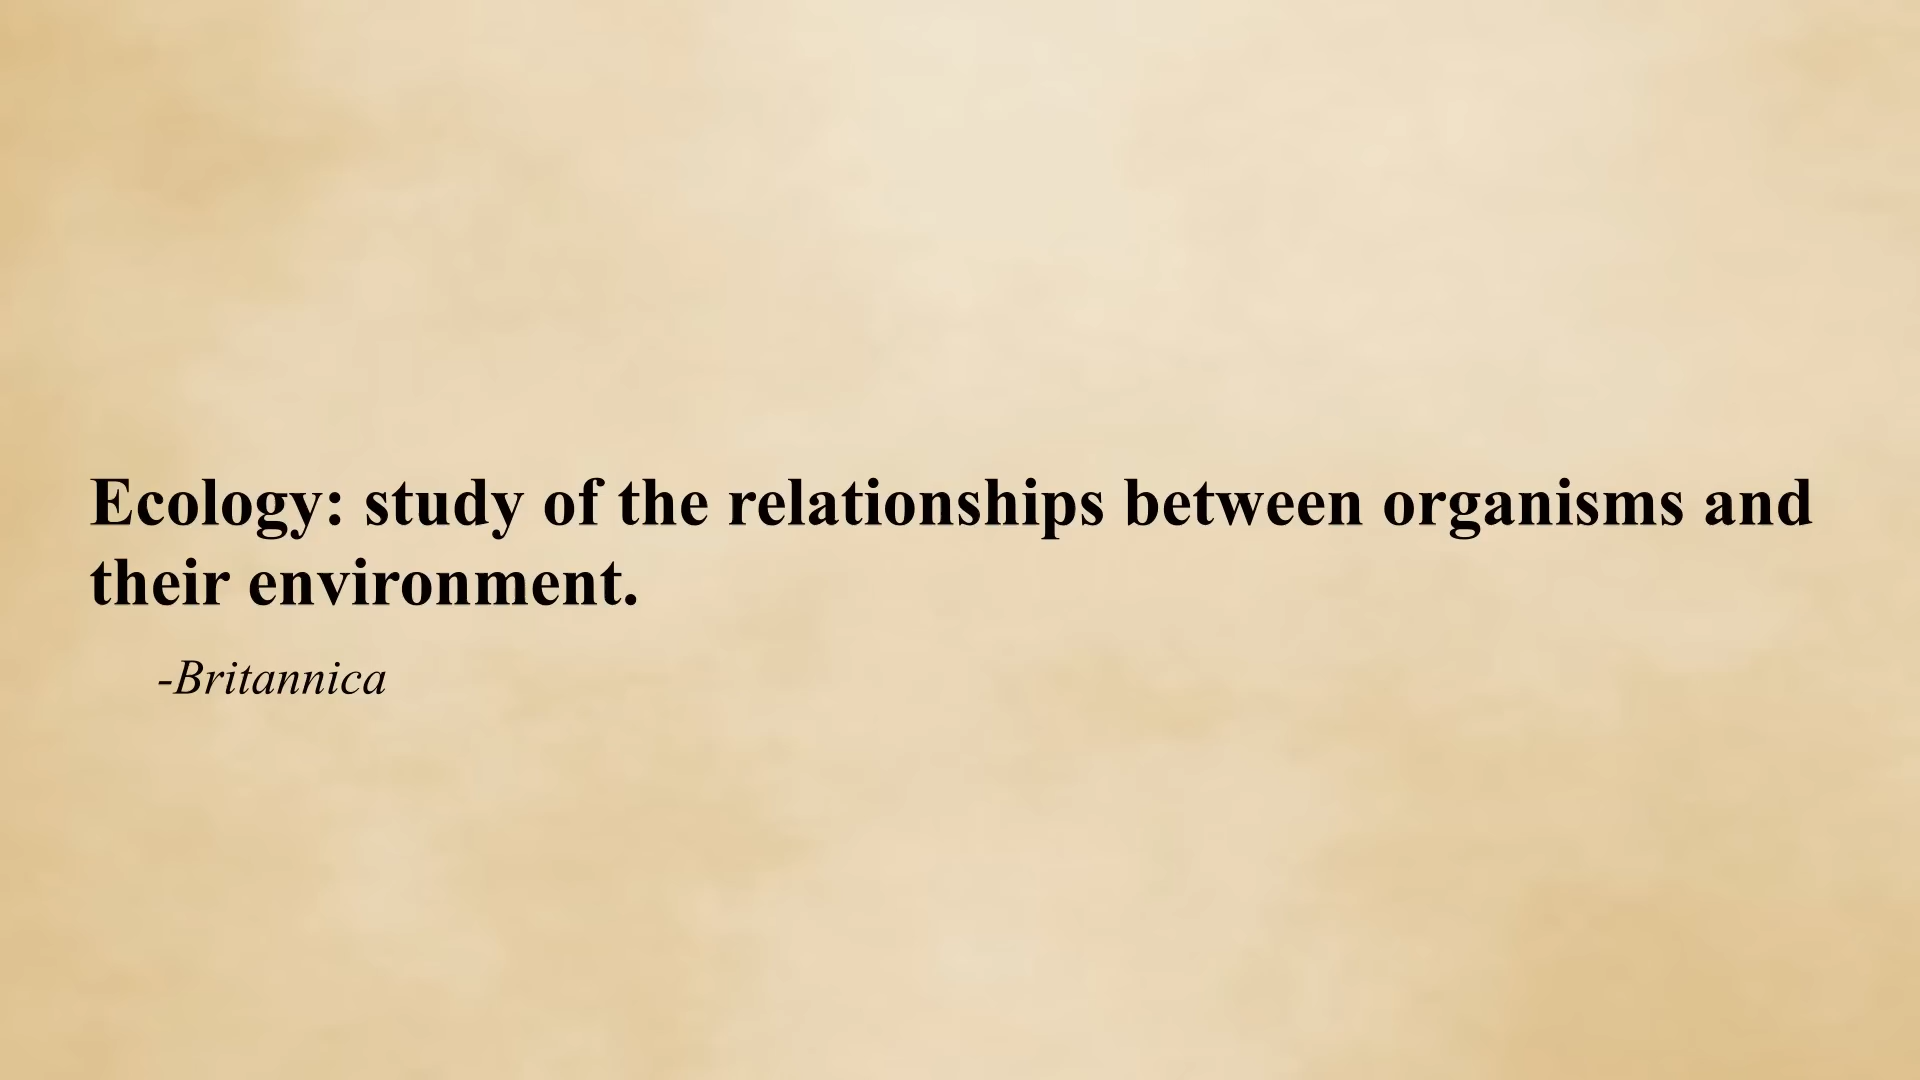 Ecology: study of the relationships between organisms and
their environment.
-Britannica